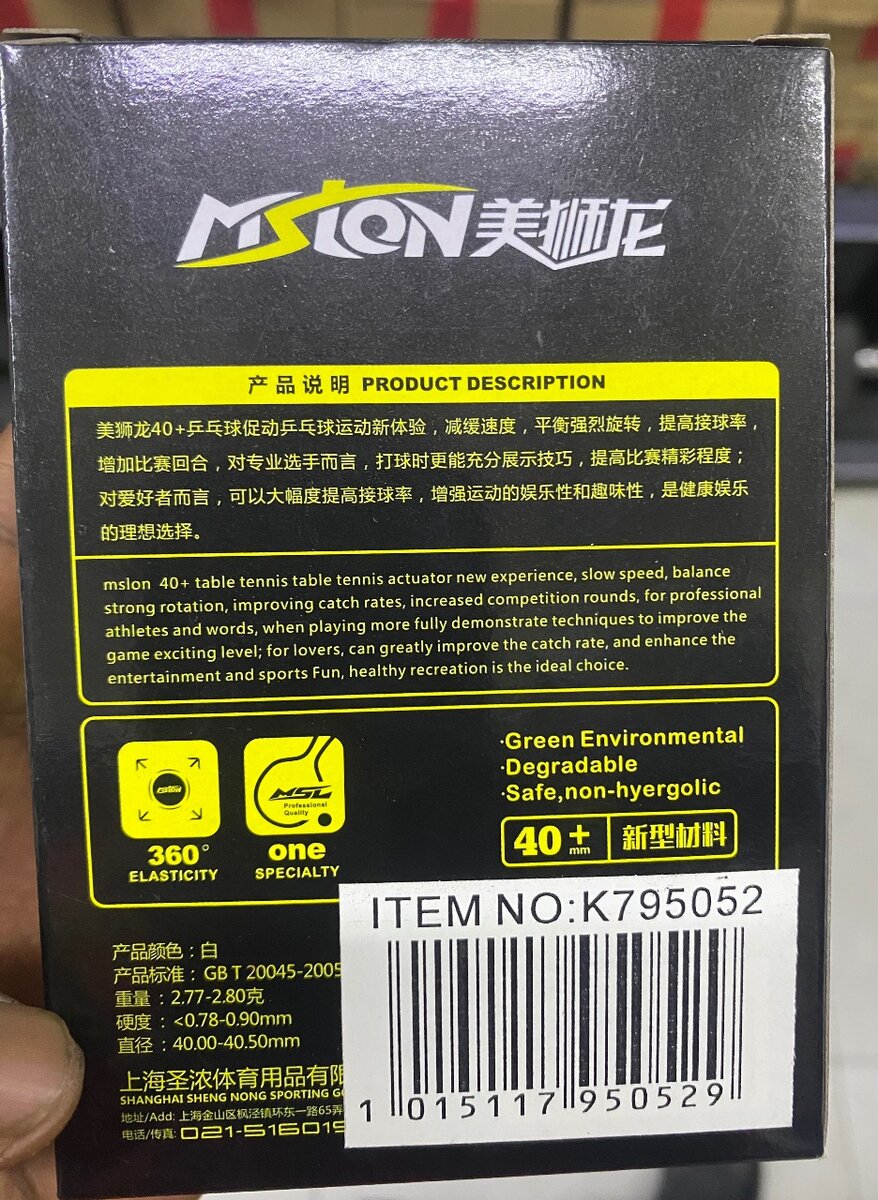 MSLON美狮龙
产品说明 PRODUCT DESCRIPTION
美狮龙40+乒乓球促动乒乓球运动新体验，减缓速度，平衡强烈旋转，提高接球率，
增加比赛回合，对专业选手而言，打球时更能充分展示技巧，提高比赛精彩程度；
对爱好者而言，可以大幅度提高接球率，增强运动的娱乐性和趣味性，是健康娱乐
的理想选择。
mslon 40+ table tennis table tennis actuator new experience, slow speed, balance
strong rotation, improving catch rates, increased competition rounds, for professional
athletes and words, when playing more fully demonstrate techniques to improve the
game exciting level; for lovers, can greatly improve the catch rate, and enhance the
entertainment and sports Fun, healthy recreation is the ideal choice.
MSLON
360°
ELASTICITY
MSL
Professional
Quality
one
SPECIALTY
·Green Environmental
·Degradable
·Safe,non-hyergolic
40+mm 新型材料
ITEM NO:K795052
1 015117 950529
产品颜色：白
产品标准：GB T 20045-2005
重量：2.77-2.80克
硬度：<0.78-0.90mm
直径：40.00-40.50mm
上海圣浓体育用品有限
SHANGHAI SHENG NONG SPORTING GO
地址/Add: 上海金山区枫泾镇环东一路65弄
电话/传真: 021-516019